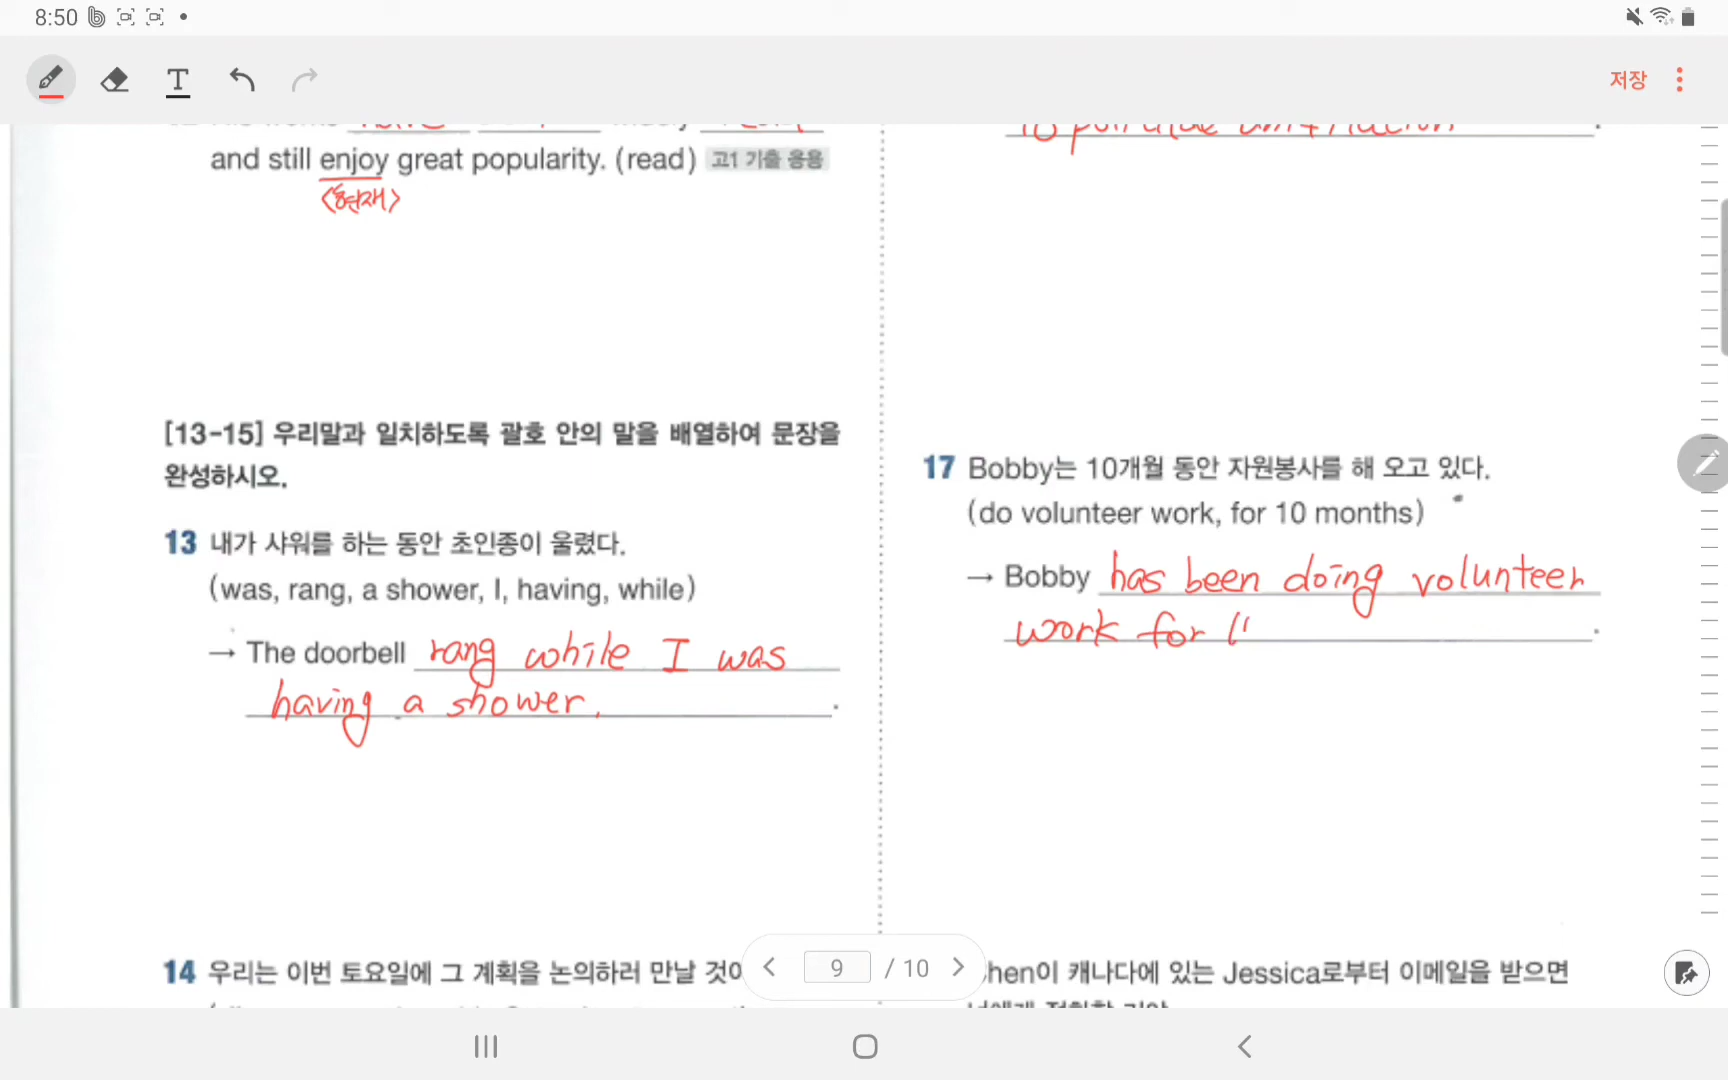 8:50
저장
and still enjoy great popularity. (read) 고1 기출 응용
<현재>
[13-15] 우리말과 일치하도록 괄호 안의 말을 배열하여 문장을
완성하시오.
13 내가 샤워를 하는 동안 초인종이 울렸다.
(was, rang, a shower, I, having, while)
→ The doorbell rang while I was
having a shower.
14 우리는 이번 토요일에 그 계획을 논의하러 만날 것
17 Bobby는 10개월 동안 자원봉사를 해 오고 있다.
(do volunteer work, for 10 months)
→ Bobby has been doing volunteer
work for
hen이 캐나다에 있는 Jessica로부터 이메일을 받으면
9 / 10